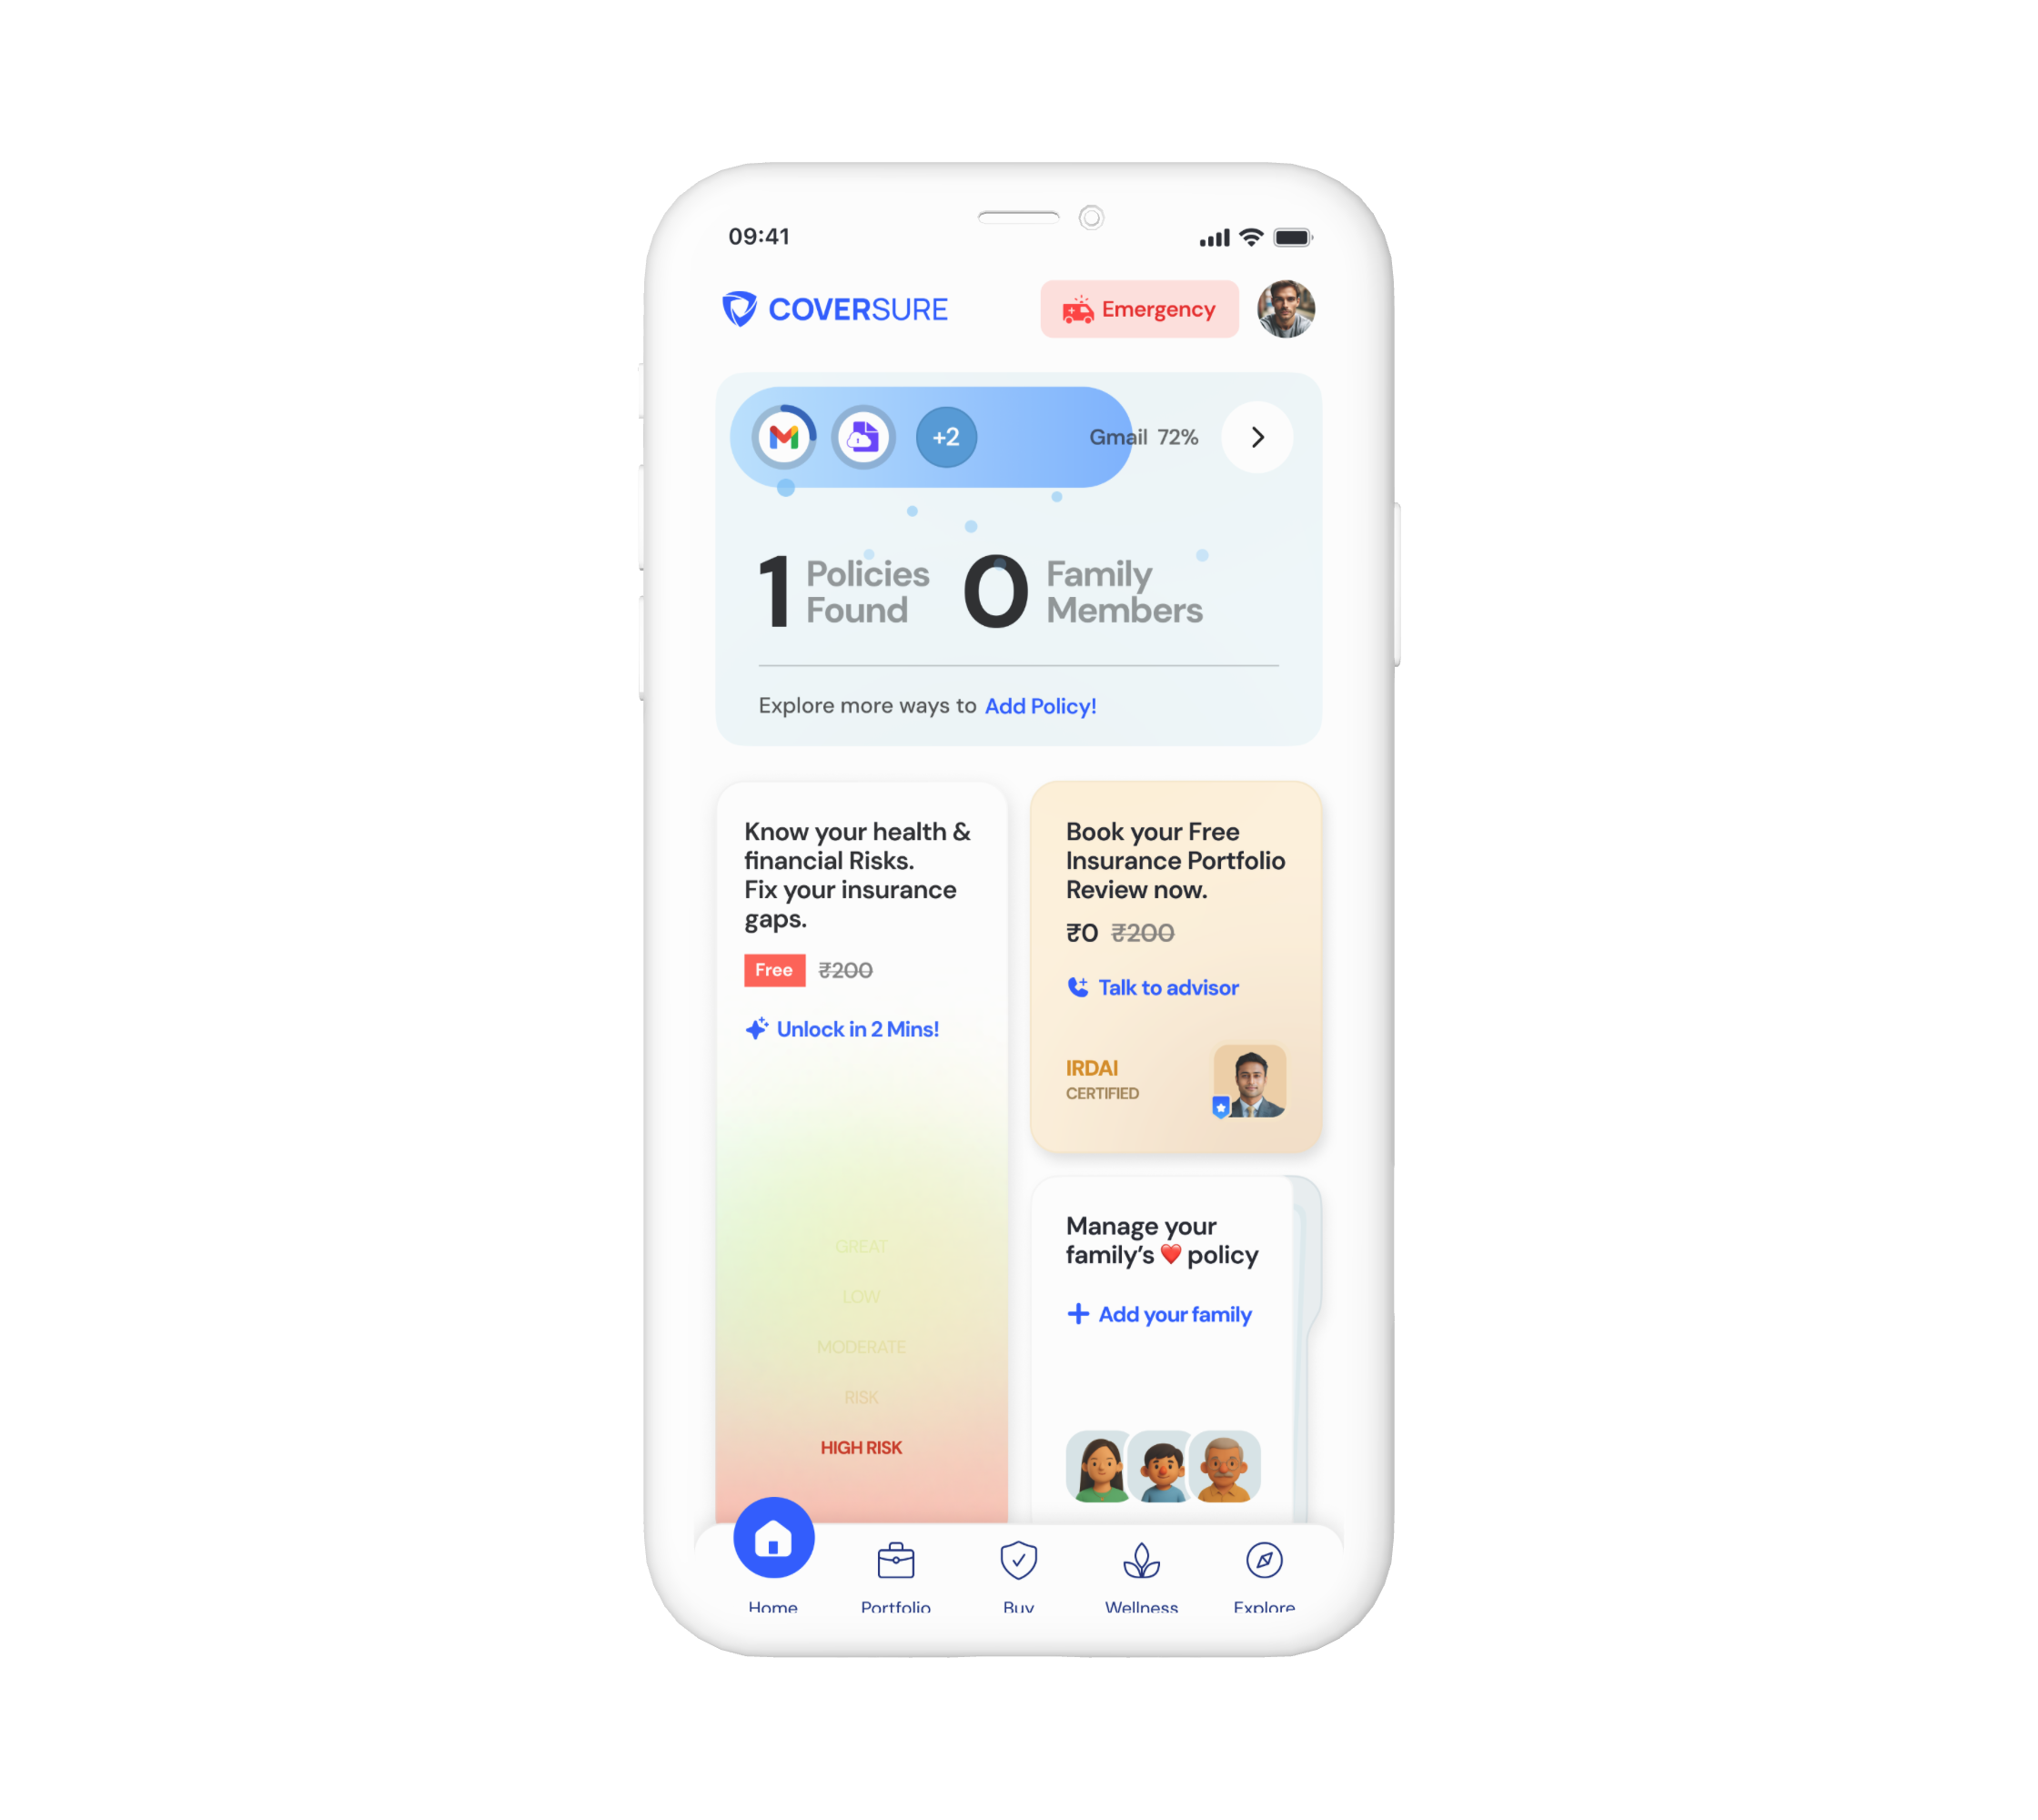 09:41
COVERSURE
Emergency
+2
Gmail 72%
1 Policies Found
0 Family Members
Explore more ways to Add Policy!
Know your health &
financial Risks.
Fix your insurance
gaps.
Free ₹200
Unlock in 2 Mins!
GREAT
LOW
MODERATE
RISK
HIGH RISK
Book your Free
Insurance Portfolio
Review now.
₹0 ₹200
Talk to advisor
IRDAI
CERTIFIED
Manage your
family's ❤️ policy
Add your family
Home Portfolio Buy Wellness Explore